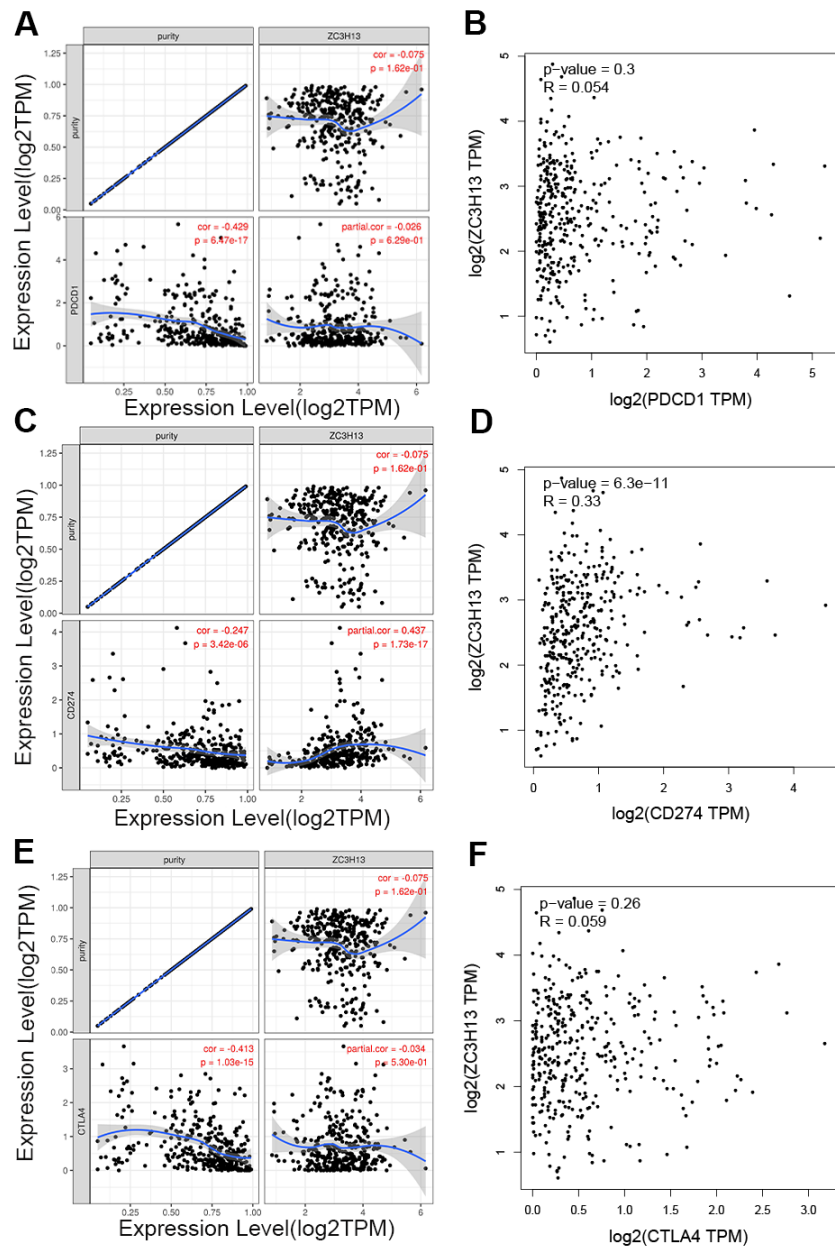 A
purity
ZC3H13
cor = -0.075
p = 1.62e-01
1.25
1.00
0.75
0.50
0.25
0.00
purity
cor = -0.429
partial.cor = -0.026
p = 6.29e-01
6
5
4
3
2
1
0
PDCD1
0.25
0.50
0.75
1.00
2
4
6
Expression Level(log2TPM)
Expression Level(log2TPM)
B
p-value = 0.3
R = 0.054
5
4
3
2
1
log2(ZC3H13 TPM)
0
1
2
3
4
5
log2(PDCD1 TPM)
C
purity
ZC3H13
cor = -0.075
p = 1.62e-01
1.25
1.00
0.75
0.50
0.25
0.00
purity
cor = -0.247
p = 3.42e-06
partial.cor = 0.437
p = 1.73e-17
4
3
2
1
0
CD274
0.25
0.50
0.75
1.00
2
4
6
Expression Level(log2TPM)
Expression Level(log2TPM)
D
p-value = 6.3e-11
R = 0.33
5
4
3
2
1
log2(ZC3H13 TPM)
0
1
2
3
4
log2(CD274 TPM)
E
purity
ZC3H13
cor = -0.075
p = 1.62e-01
1.25
1.00
0.75
0.50
0.25
0.00
purity
cor = -0.413
p = 1.03e-15
partial.cor = -0.034
p = 5.30e-01
3
2
1
0
CTLA4
0.25
0.50
0.75
1.00
2
4
6
Expression Level(log2TPM)
Expression Level(log2TPM)
F
p-value = 0.26
R = 0.059
5
4
3
2
1
log2(ZC3H13 TPM)
0.0
0.5
1.0
1.5
2.0
2.5
3.0
log2(CTLA4 TPM)